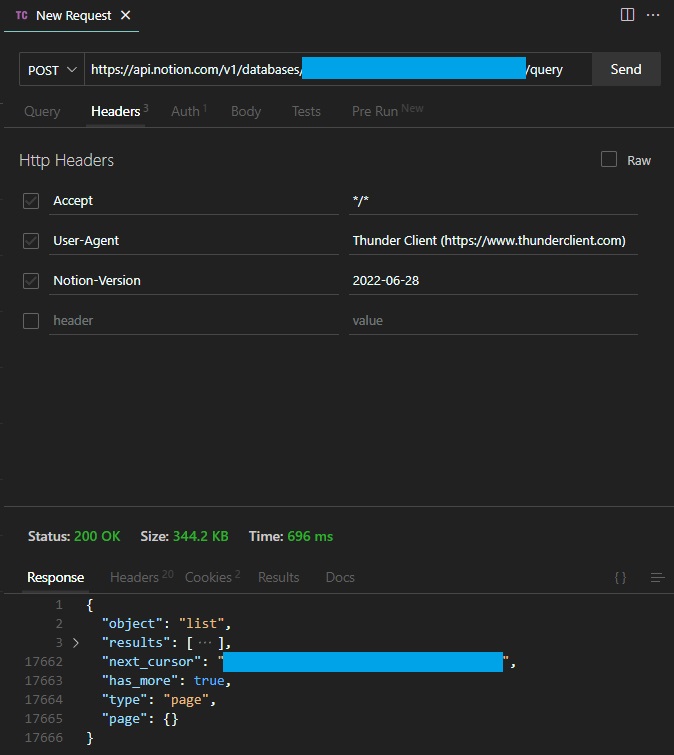 TC New Request
POST https://api.notion.com/v1/databases/ /query Send
Query Headers 3 Auth 1 Body Tests Pre Run New
Http Headers Raw
Accept */*
User-Agent Thunder Client (https://www.thunderclient.com)
Notion-Version 2022-06-28
header value
Status: 200 OK Size: 344.2 KB Time: 696 ms
Response Headers 20 Cookies 2 Results Docs { }
1 {
2 "object": "list",
3 "results": [ ··· ],
17662 "next_cursor": " ",
17663 "has_more": true,
17664 "type": "page",
17665 "page": {}
17666 }